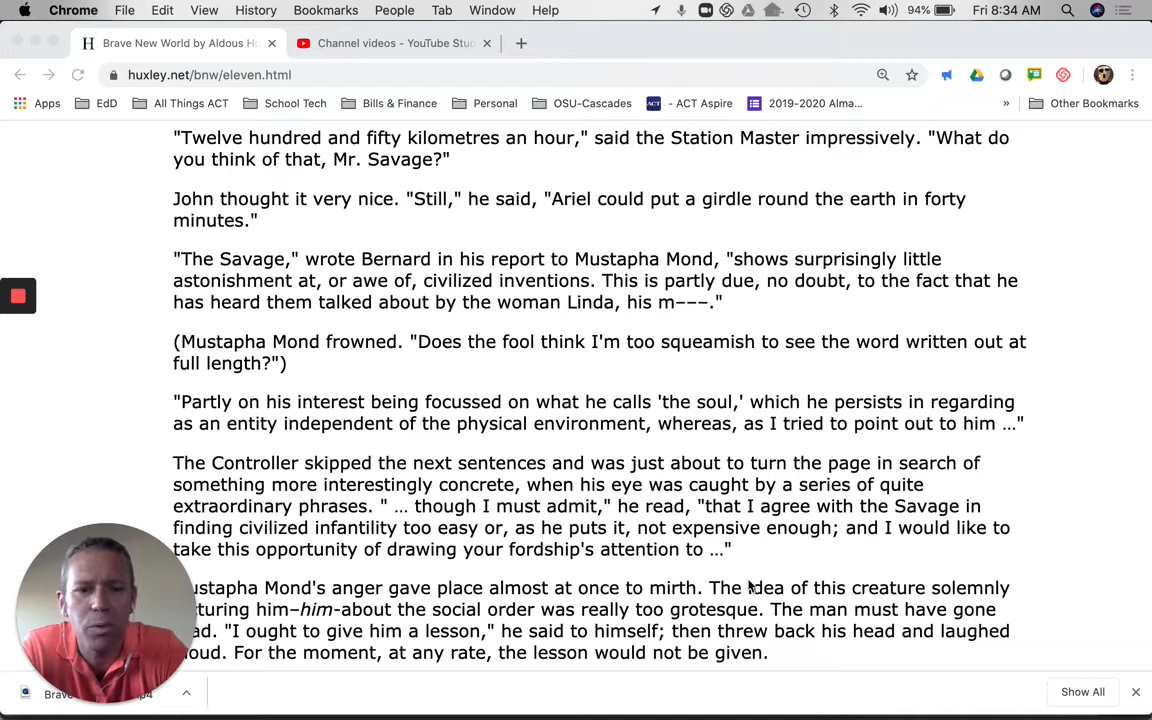 Chrome File Edit View History Bookmarks People Tab Window Help 94% Fri 8:34 AM
H Brave New World by Aldous Hu Channel videos - YouTube Stud
huxley.net/bnw/eleven.html
Apps EdD All Things ACT School Tech Bills & Finance Personal OSU-Cascades ACT - ACT Aspire 2019-2020 Alma... » Other Bookmarks
"Twelve hundred and fifty kilometres an hour," said the Station Master impressively. "What do
you think of that, Mr. Savage?"
John thought it very nice. "Still," he said, "Ariel could put a girdle round the earth in forty
minutes."
"The Savage," wrote Bernard in his report to Mustapha Mond, "shows surprisingly little
astonishment at, or awe of, civilized inventions. This is partly due, no doubt, to the fact that he
has heard them talked about by the woman Linda, his m–––."
(Mustapha Mond frowned. "Does the fool think I'm too squeamish to see the word written out at
full length?")
"Partly on his interest being focussed on what he calls 'the soul,' which he persists in regarding
as an entity independent of the physical environment, whereas, as I tried to point out to him …"
The Controller skipped the next sentences and was just about to turn the page in search of
something more interestingly concrete, when his eye was caught by a series of quite
extraordinary phrases. " … though I must admit," he read, "that I agree with the Savage in
finding civilized infantility too easy or, as he puts it, not expensive enough; and I would like to
take this opportunity of drawing your fordship's attention to …"
ustapha Mond's anger gave place almost at once to mirth. The idea of this creature solemnly
cturing him–him-about the social order was really too grotesque. The man must have gone
ad. "I ought to give him a lesson," he said to himself; then threw back his head and laughed
loud. For the moment, at any rate, the lesson would not be given.
Brav p4 Show All